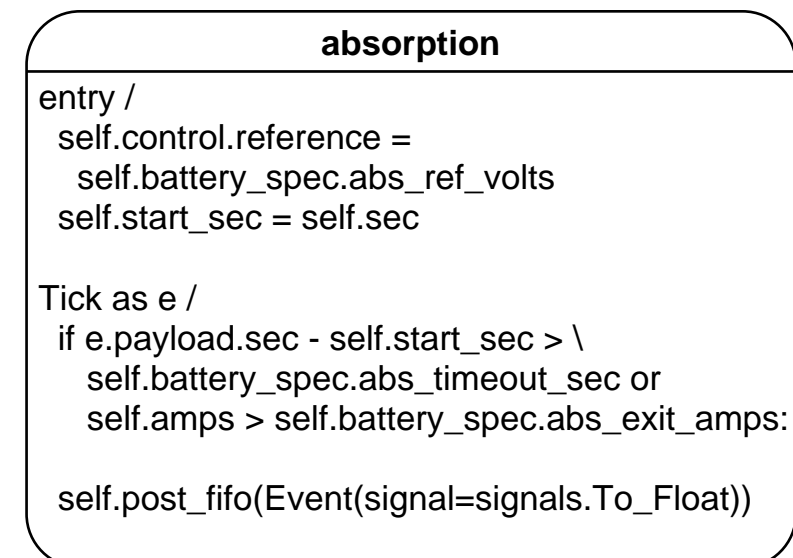 absorption
entry /
self.control.reference =
self.battery_spec.abs_ref_volts
self.start_sec = self.sec
Tick as e /
if e.payload.sec - self.start_sec > \
self.battery_spec.abs_timeout_sec or
self.amps > self.battery_spec.abs_exit_amps:
self.post_fifo(Event(signal=signals.To_Float))